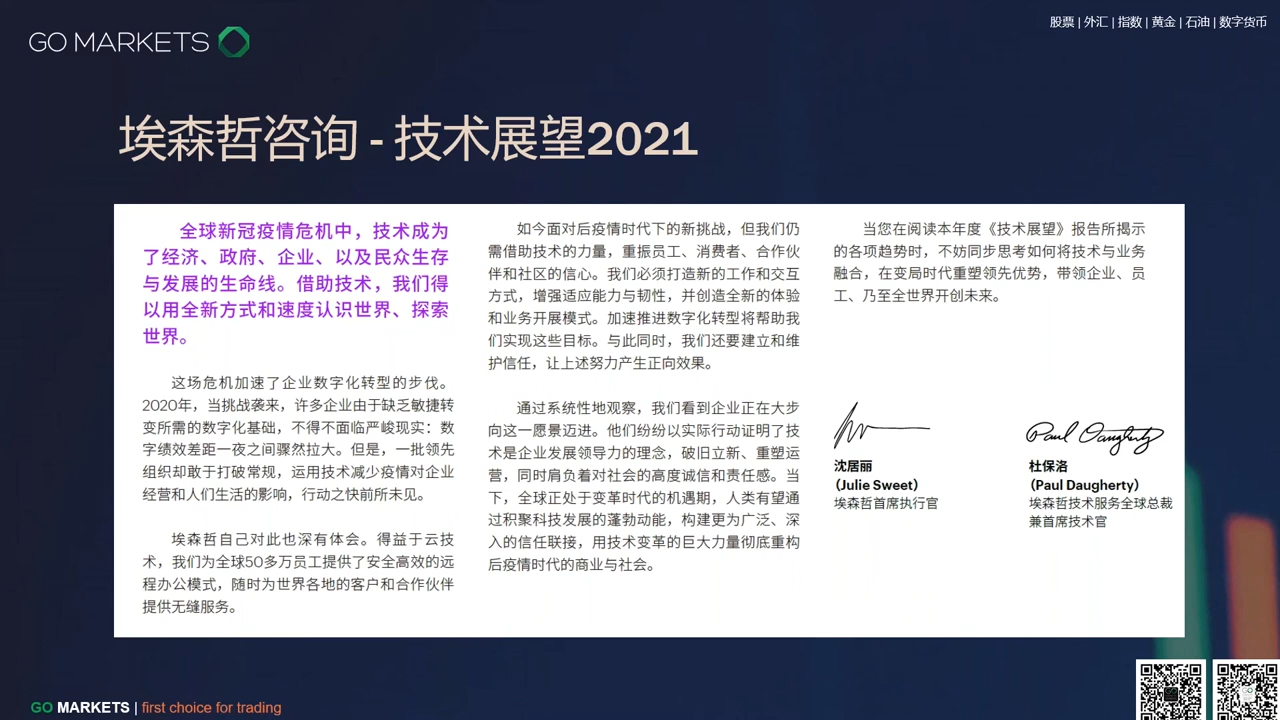 GO MARKETS
股票 | 外汇 | 指数 | 黄金 | 石油 | 数字货币
埃森哲咨询 - 技术展望2021
全球新冠疫情危机中，技术成为
了经济、政府、企业、以及民众生存
与发展的生命线。借助技术，我们得
以用全新方式和速度认识世界、探索
世界。
这场危机加速了企业数字化转型的步伐。
2020年，当挑战袭来，许多企业由于缺乏敏捷转
变所需的数字化基础，不得不面临严峻现实：数
字绩效差距一夜之间骤然拉大。但是，一批领先
组织却敢于打破常规，运用技术减少疫情对企业
经营和人们生活的影响，行动之快前所未见。
埃森哲自己对此也深有体会。得益于云技
术，我们为全球50多万员工提供了安全高效的远
程办公模式，随时为世界各地的客户和合作伙伴
提供无缝服务。
如今面对后疫情时代下的新挑战，但我们仍
需借助技术的力量，重振员工、消费者、合作伙
伴和社区的信心。我们必须打造新的工作和交互
方式，增强适应能力与韧性，并创造全新的体验
和业务开展模式。加速推进数字化转型将帮助我
们实现这些目标。与此同时，我们还要建立和维
护信任，让上述努力产生正向效果。
通过系统性地观察，我们看到企业正在大步
向这一愿景迈进。他们纷纷以实际行动证明了技
术是企业发展领导力的理念，破旧立新、重塑运
营，同时肩负着对社会的高度诚信和责任感。当
下，全球正处于变革时代的机遇期，人类有望通
过积聚科技发展的蓬勃动能，构建更为广泛、深
入的信任联接，用技术变革的巨大力量彻底重构
后疫情时代的商业与社会。
当您在阅读本年度《技术展望》报告所揭示
的各项趋势时，不妨同步思考如何将技术与业务
融合，在变局时代重塑领先优势，带领企业、员
工、乃至全世界开创未来。
沈居丽
（Julie Sweet）
埃森哲首席执行官
Paul Daugherty
杜保洛
（Paul Daugherty）
埃森哲技术服务全球总裁
兼首席技术官
GO MARKETS | first choice for trading